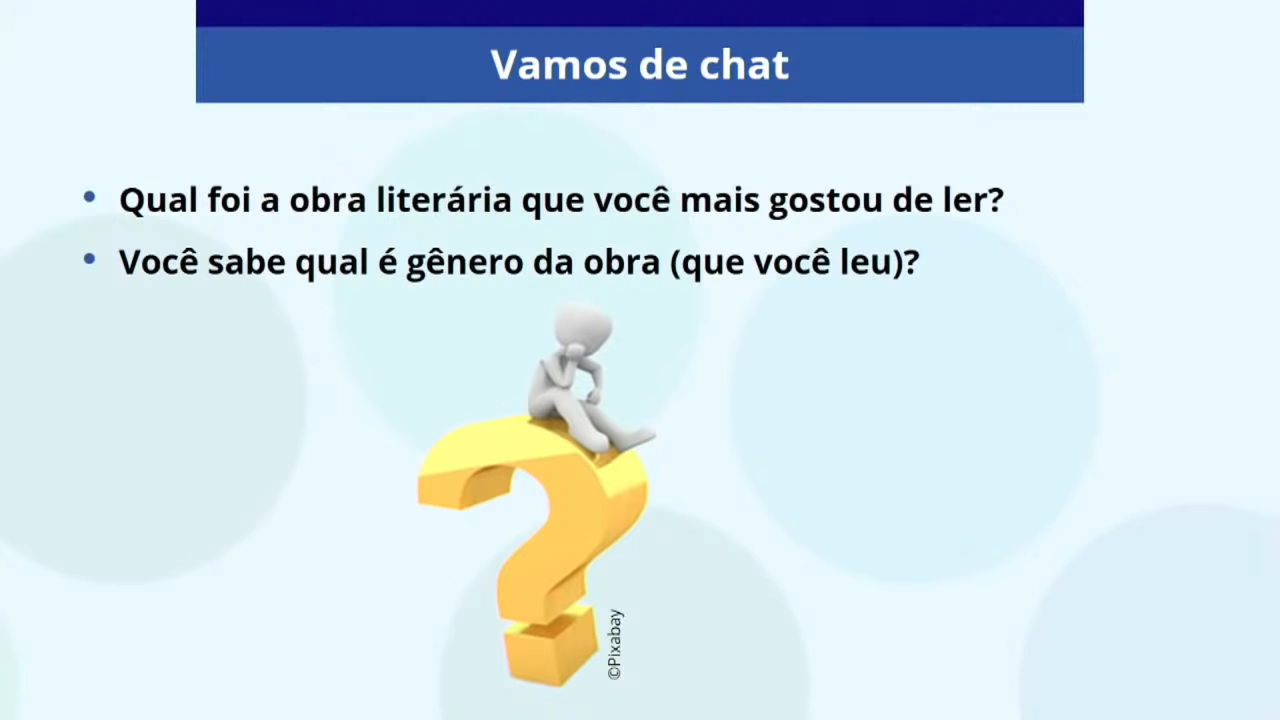 Vamos de chat
• Qual foi a obra literária que você mais gostou de ler?
• Você sabe qual é gênero da obra (que você leu)?
©Pixabay